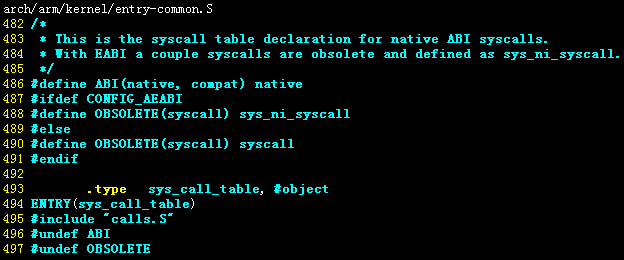 arch/arm/kernel/entry-common.S
482 /*
483  * This is the syscall table declaration for native ABI syscalls.
484  * With EABI a couple syscalls are obsolete and defined as sys_ni_syscall.
485  */
486 #define ABI(native, compat) native
487 #ifdef CONFIG_AEABI
488 #define OBSOLETE(syscall) sys_ni_syscall
489 #else
490 #define OBSOLETE(syscall) syscall
491 #endif
492
493         .type   sys_call_table, #object
494 ENTRY(sys_call_table)
495 #include "calls.S"
496 #undef ABI
497 #undef OBSOLETE